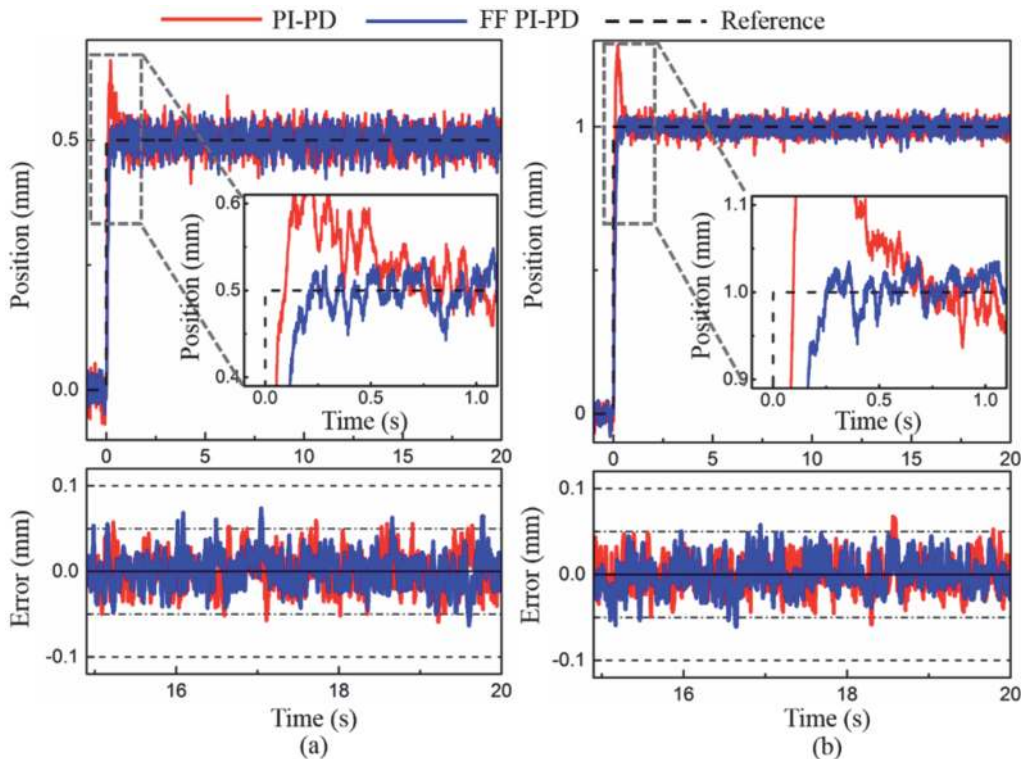 PI-PD FF PI-PD Reference
Position (mm)
0.5
0.0
0 5 10 15 20
Position (mm)
0.6
0.5
0.4
0.0 0.5 1.0
Time (s)
Position (mm)
1
0
0 5 10 15 20
Position (mm)
1.1
1.0
0.9
0.0 0.5 1.0
Time (s)
Error (mm)
0.1
0.0
-0.1
16 18 20
Time (s)
(a)
Error (mm)
0.1
0.0
-0.1
16 18 20
Time (s)
(b)